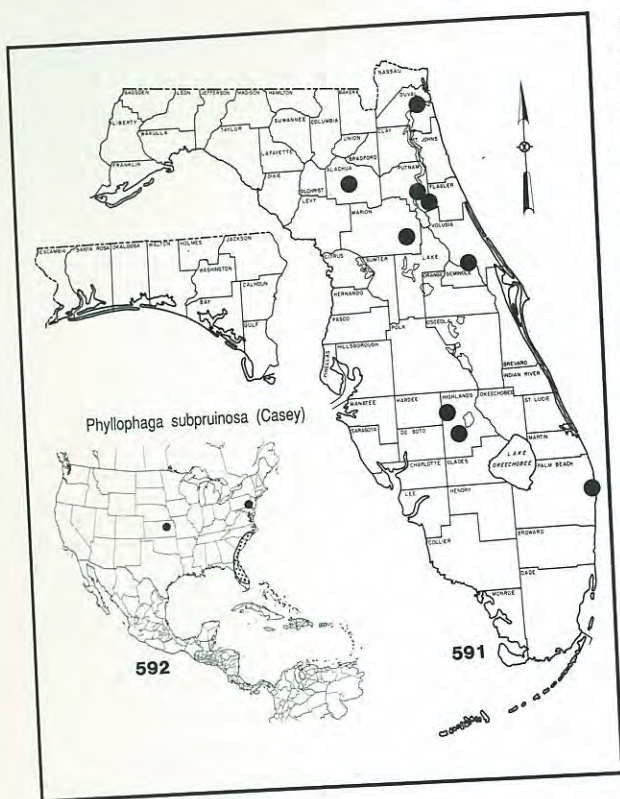 NASSAU
GADSDEN LEON JEFFERSON MADISON HAMILTON BAKER DUVAL
LIBERTY WAKULLA TAYLOR SUWANNEE COLUMBIA UNION CLAY ST JOHNS
FRANKLIN LAFAYETTE BRADFORD
DIXIE GILCHRIST ALACHUA PUTNAM FLAGLER
LEVY MARION VOLUSIA
ESCAMBIA SANTA ROSA OKALOOSA WALTON HOLMES JACKSON
WASHINGTON
BAY CALHOUN
GULF
CITRUS SUMTER LAKE
ORANGE SEMINOLE
HERNANDO
PASCO POLK OSCEOLA
PINELLAS HILLSBOROUGH BREVARD
INDIAN RIVER
MANATEE HARDEE HIGHLANDS OKEECHOBEE
ST LUCIE
SARASOTA DE SOTO
MARTIN
Phyllophaga subpruinosa (Casey)
CHARLOTTE GLADES LAKE
OKEECHOBEE PALM BEACH
LEE HENDRY
COLLIER BROWARD
DADE
MONROE
592
591